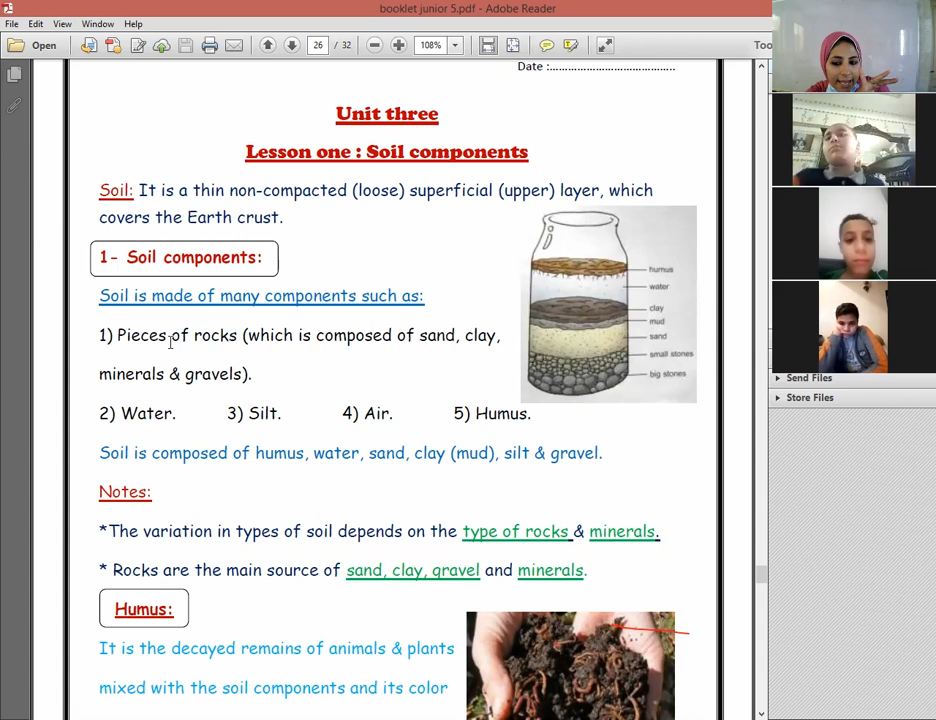 booklet junior 5.pdf - Adobe Reader
File Edit View Window Help
Open 26 / 32 108% Too
Date :.........................................
Unit three
Lesson one : Soil components
Soil: It is a thin non-compacted (loose) superficial (upper) layer, which
covers the Earth crust.
1- Soil components:
Soil is made of many components such as:
1) Pieces of rocks (which is composed of sand, clay,
minerals & gravels).
humus
water
clay
mud
sand
small stones
big stones
2) Water. 3) Silt. 4) Air. 5) Humus.
Soil is composed of humus, water, sand, clay (mud), silt & gravel.
Notes:
*The variation in types of soil depends on the type of rocks & minerals.
* Rocks are the main source of sand, clay, gravel and minerals.
Humus:
It is the decayed remains of animals & plants
mixed with the soil components and its color
Send Files
Store Files